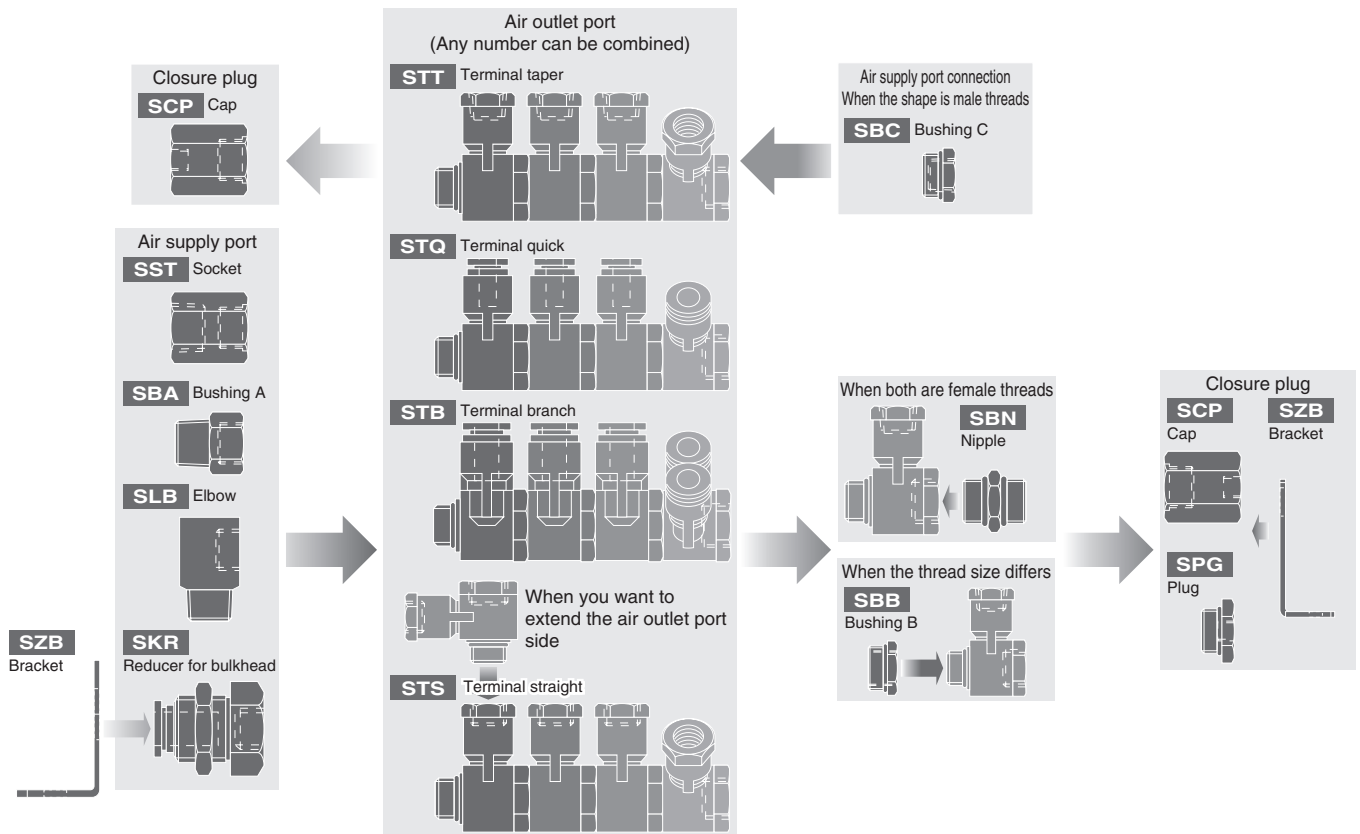 Closure plug
SCP Cap
Air supply port
SST Socket
SBA Bushing A
SLB Elbow
SKR
Reducer for bulkhead
SZB
Bracket
Air outlet port
(Any number can be combined)
STT Terminal taper
STQ Terminal quick
STB Terminal branch
When you want to
extend the air outlet port
side
STS Terminal straight
Air supply port connection
When the shape is male threads
SBC Bushing C
When both are female threads
SBN
Nipple
When the thread size differs
SBB
Bushing B
Closure plug
SCP
Cap
SZB
Bracket
SPG
Plug